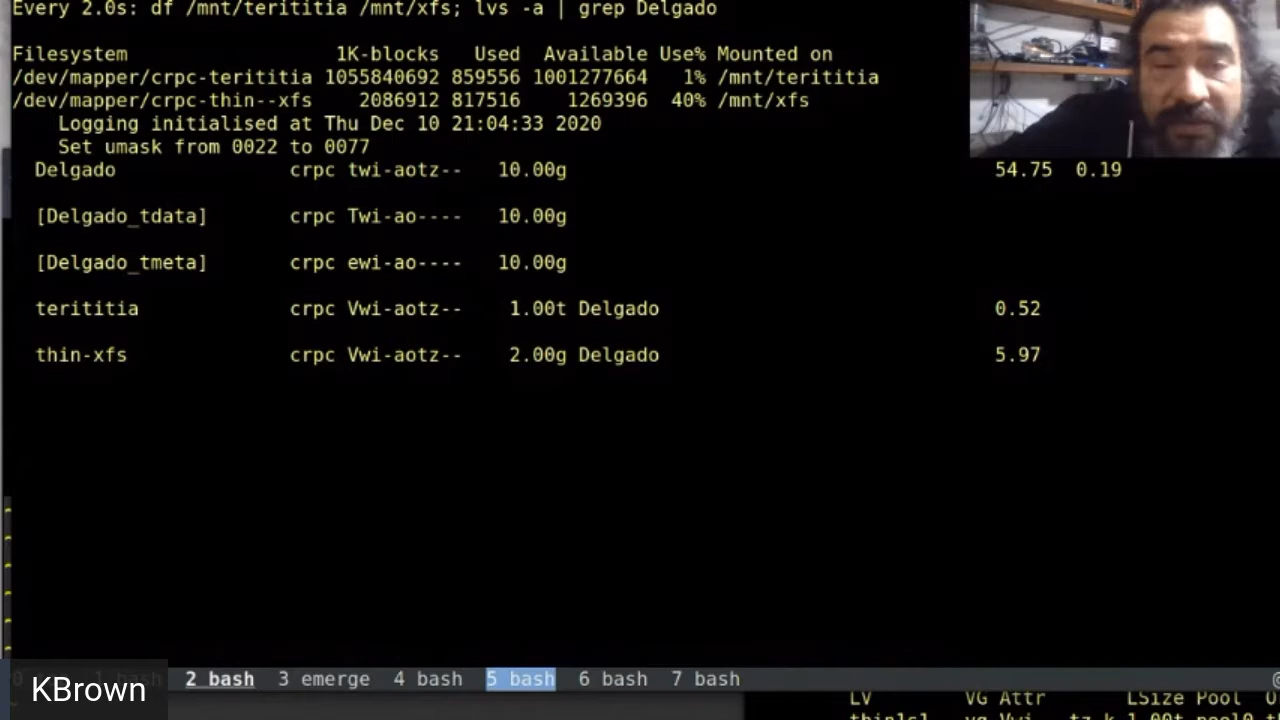 Every 2.0s: df /mnt/terititia /mnt/xfs; lvs -a | grep Delgado
Filesystem 1K-blocks Used Available Use% Mounted on
/dev/mapper/crpc-terititia 1055840692 859556 1001277664 1% /mnt/terititia
/dev/mapper/crpc-thin--xfs 2086912 817516 1269396 40% /mnt/xfs
Logging initialised at Thu Dec 10 21:04:33 2020
Set umask from 0022 to 0077
Delgado crpc twi-aotz-- 10.00g 54.75 0.19
[Delgado_tdata] crpc Twi-ao---- 10.00g
[Delgado_tmeta] crpc ewi-ao---- 10.00g
terititia crpc Vwi-aotz-- 1.00t Delgado 0.52
thin-xfs crpc Vwi-aotz-- 2.00g Delgado 5.97
2 bash 3 emerge 4 bash 5 bash 6 bash 7 bash
KBrown
LV VG Attr LSize Pool